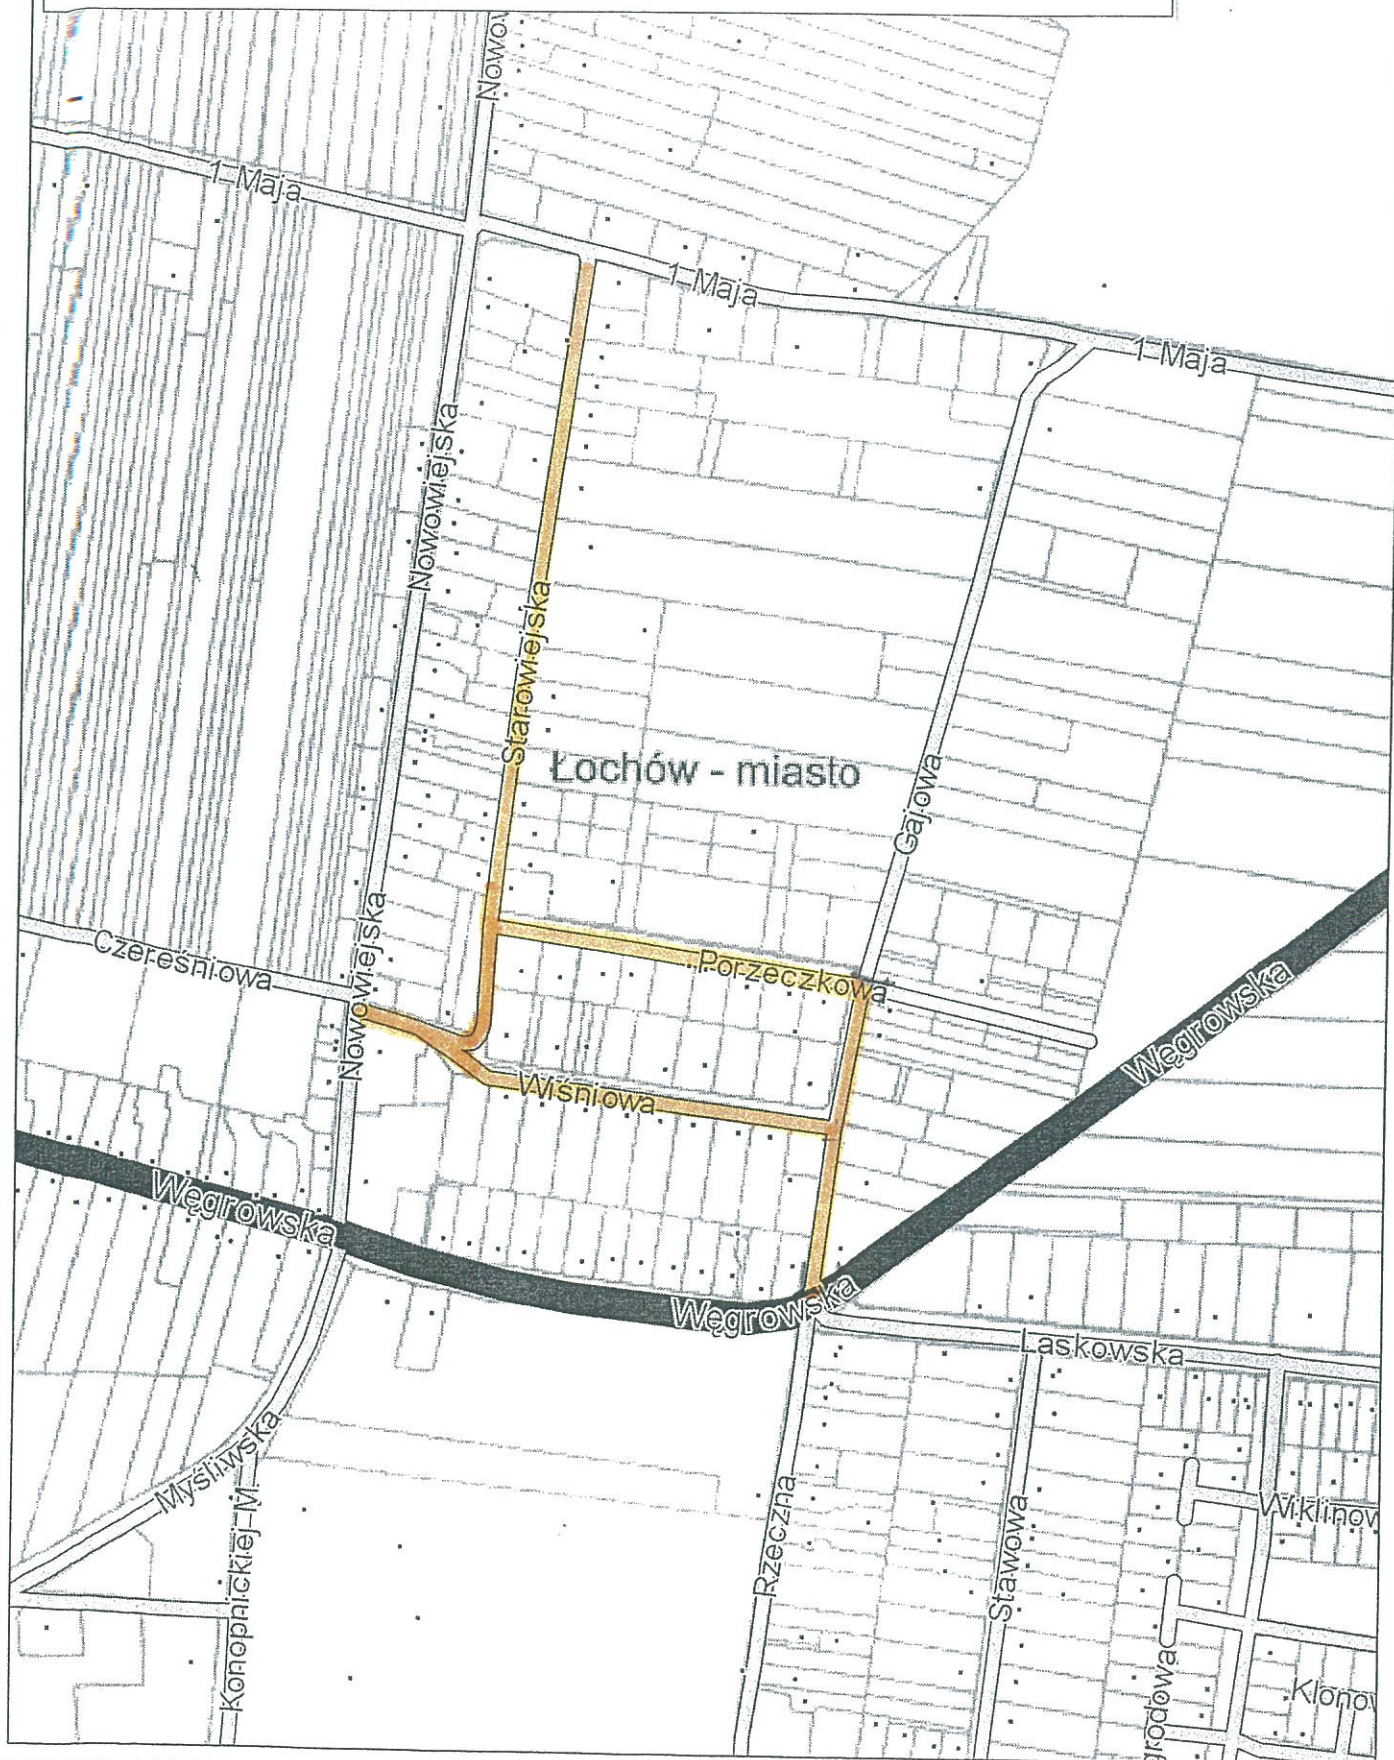 Nowo
1 Maja
1 Maja
1 Maja
Nowowiejska
Starowiejska
Łochów - miasto
Gajowa
Nowowiejska
Czereśniowa
Porzeczkowa
Węgrowska
Wiśniowa
Węgrowska
Węgrowska
Laskowska
Myśliwska
Konopnickiej M
Rzeczna
Stawowa
Wiklinow
grodowa
Klonow